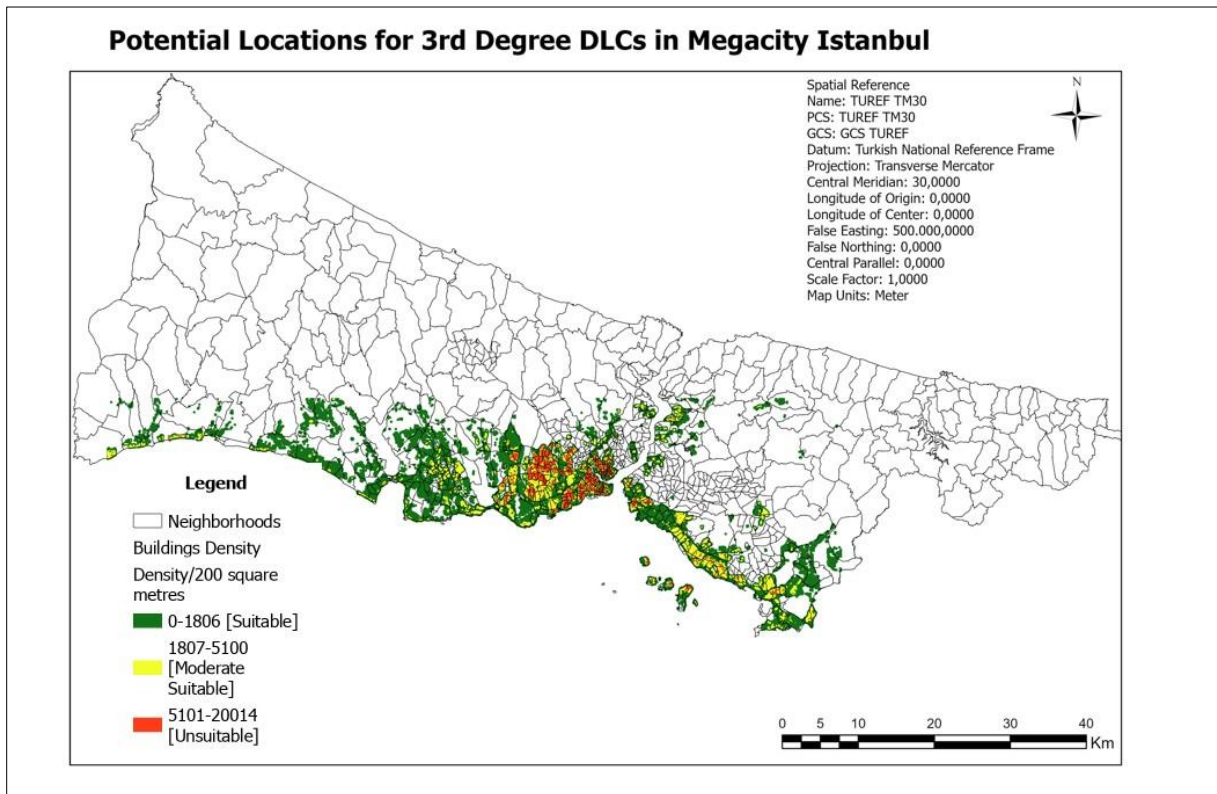 Potential Locations for 3rd Degree DLCs in Megacity Istanbul
Spatial Reference
Name: TUREF TM30
PCS: TUREF TM30
GCS: GCS TUREF
Datum: Turkish National Reference Frame
Projection: Transverse Mercator
Central Meridian: 30,0000
Longitude of Origin: 0,0000
Longitude of Center: 0,0000
False Easting: 500.000,0000
False Northing: 0,0000
Central Parallel: 0,0000
Scale Factor: 1,0000
Map Units: Meter
N
Legend
Neighborhoods
Buildings Density
Density/200 square
metres
0-1806 [Suitable]
1807-5100
[Moderate
Suitable]
5101-20014
[Unsuitable]
0 5 10 20 30 40
Km